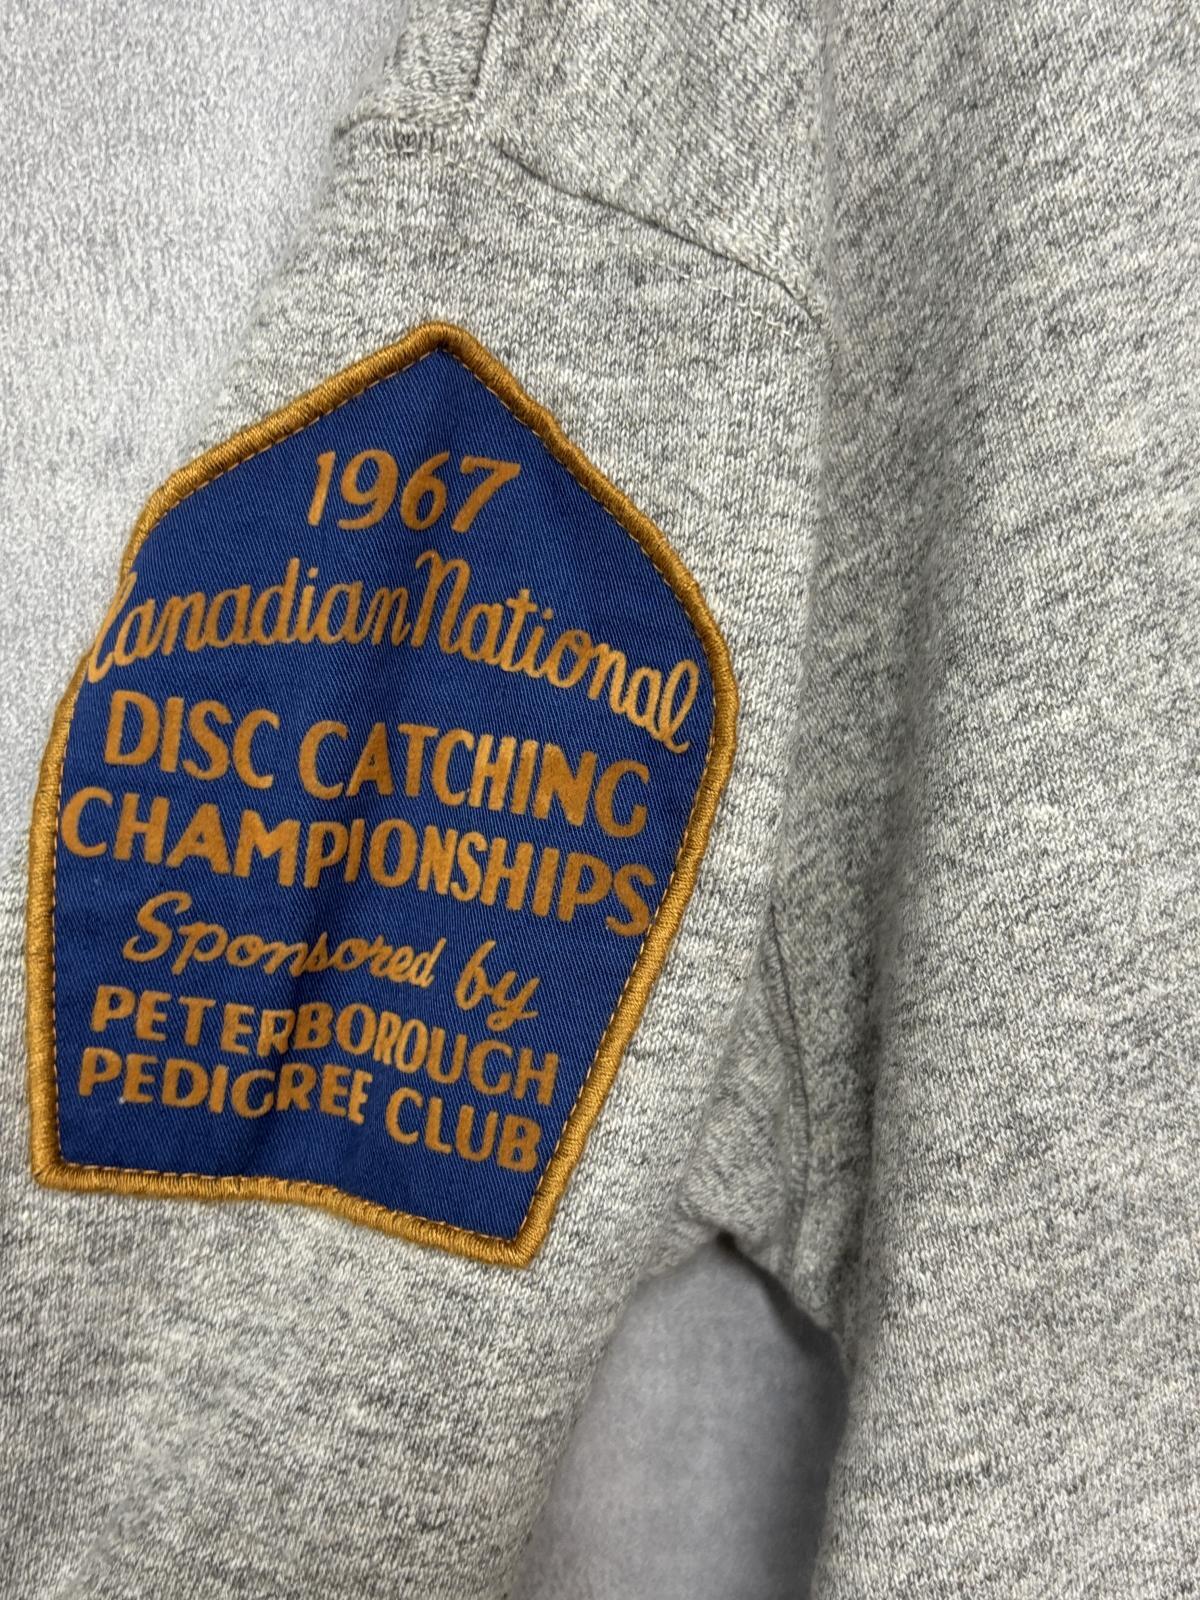 1967
Canadian National
DISC CATCHING
CHAMPIONSHIPS
Sponsored by
PETERBOROUGH
PEDIGREE CLUB